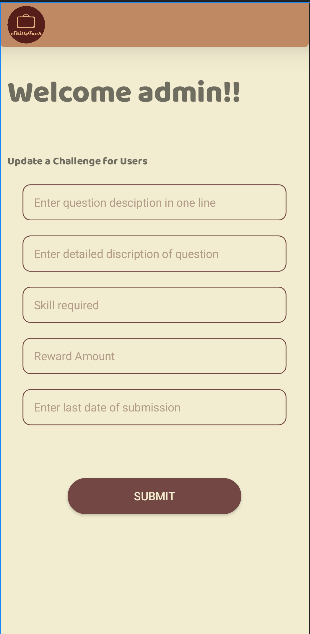 Welcome admin!!
Update a Challenge for Users
Enter question desciption in one line
Enter detailed discription of question
Skill required
Reward Amount
Enter last date of submission
SUBMIT